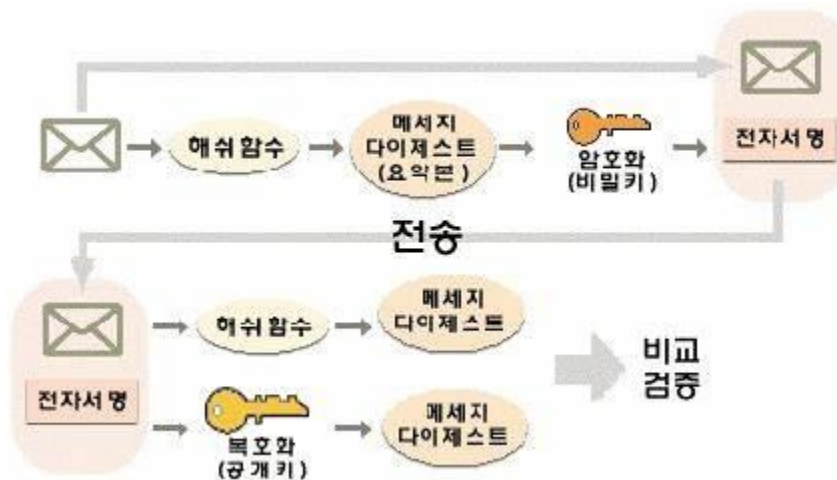 해쉬함수
메세지
다이제스트
(요약본)
암호화
(비밀키)
전자서명
전송
전자서명
해쉬함수
메세지
다이제스트
복호화
(공개키)
메세지
다이제스트
비교
검증